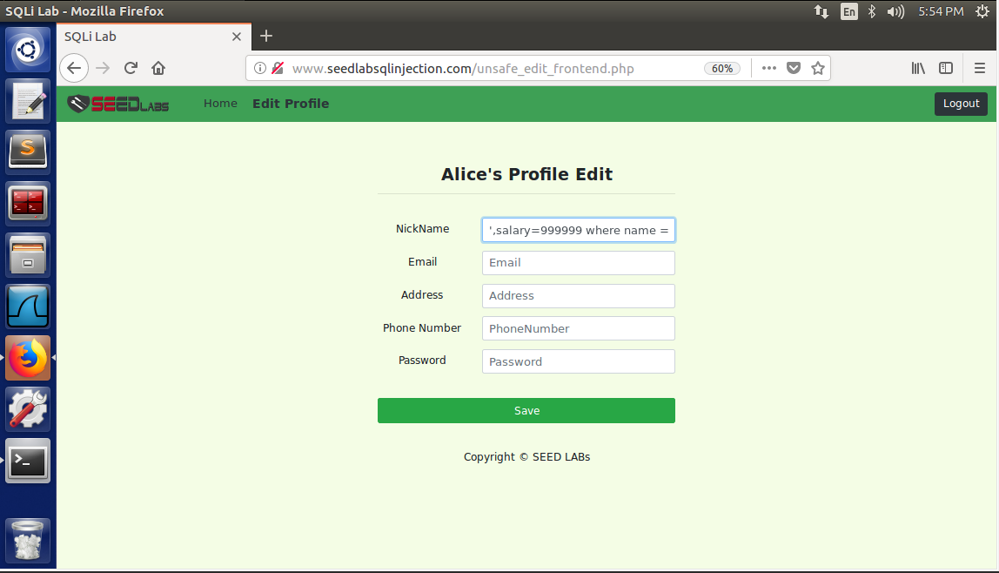 SQLi Lab - Mozilla Firefox
En
5:54 PM
SQLi Lab
www.seedlabsqlinjection.com/unsafe_edit_frontend.php
60%
SEEDLABS
Home
Edit Profile
Logout
Alice's Profile Edit
NickName
',salary=999999 where name =
Email
Email
Address
Address
Phone Number
PhoneNumber
Password
Password
Save
Copyright © SEED LABs